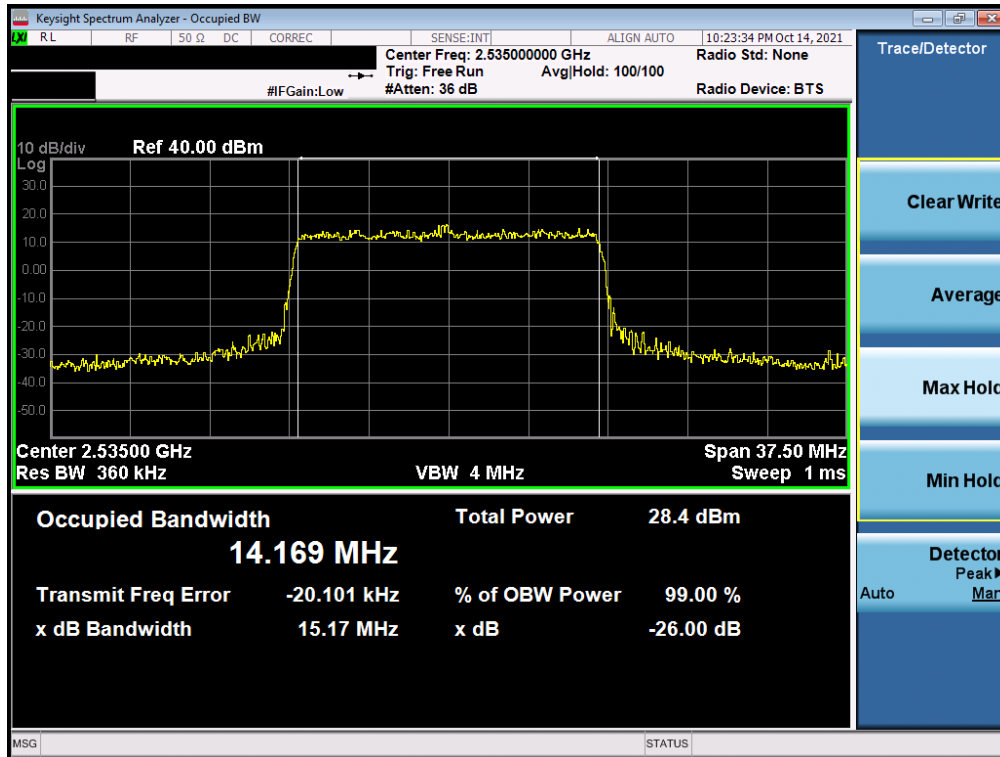 Keysight Spectrum Analyzer - Occupied BW
LXI RL RF 50 Ω DC CORREC SENSE:INT ALIGN AUTO 10:23:34 PM Oct 14, 2021
Center Freq: 2.535000000 GHz Radio Std: None
Trig: Free Run Avg|Hold: 100/100
#IFGain:Low #Atten: 36 dB Radio Device: BTS
10 dB/div Ref 40.00 dBm
Log
30.0
20.0
10.0
0.00
-10.0
-20.0
-30.0
-40.0
-50.0
Center 2.53500 GHz Span 37.50 MHz
Res BW 360 kHz VBW 4 MHz Sweep 1 ms
Occupied Bandwidth Total Power 28.4 dBm
14.169 MHz
Transmit Freq Error -20.101 kHz % of OBW Power 99.00 %
x dB Bandwidth 15.17 MHz x dB -26.00 dB
MSG STATUS
Trace/Detector
Clear Write
Average
Max Hold
Min Hold
Detector
Peak▶
Auto Man